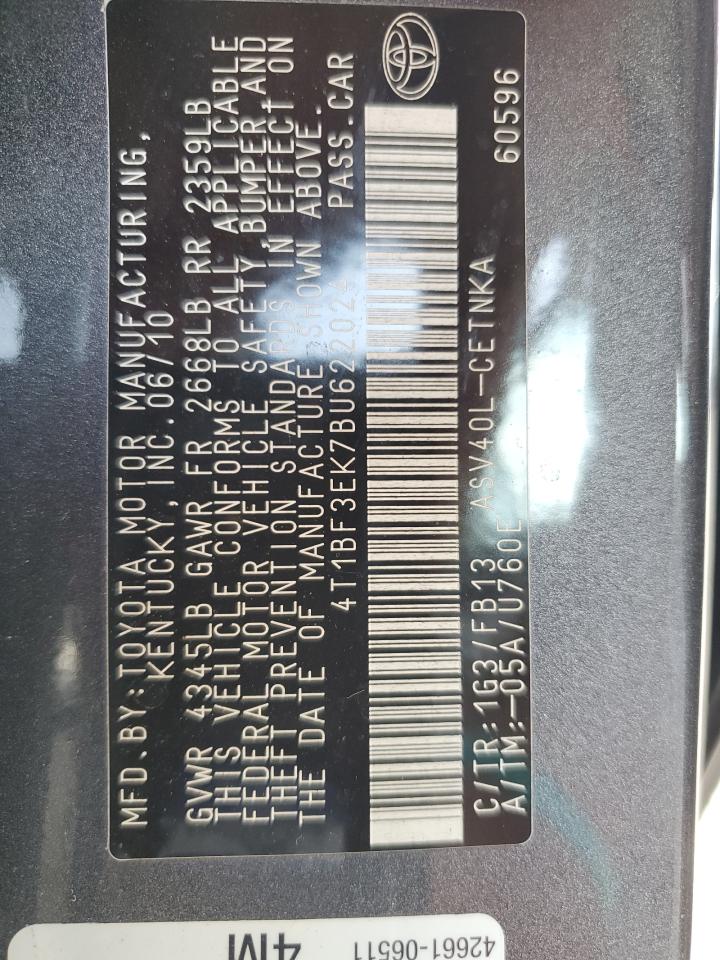 MFD.BY:TOYOTA MOTOR MANUFACTURING,
KENTUCKY,INC.06/10
GVWR 4345LB GAWR FR 2668LB RR 2359LB
THIS VEHICLE CONFORMS TO ALL APPLICABLE
FEDERAL MOTOR VEHICLE SAFETY,BUMPER,AND
THEFT PREVENTION STANDARDS IN EFFECT ON
THE DATE OF MANUFACTURE SHOWN ABOVE.
4T1BF3EK7BU622024 PASS.CAR
C/TR:1G3/FB13 ASV40L-CETNKA
A/TM:-05A/U760E 60596
4M 42661-06511